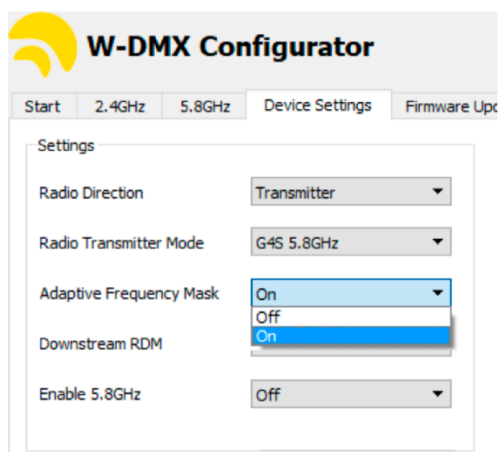 W-DMX Configurator
Start 2.4GHz 5.8GHz Device Settings Firmware Upd
Settings
Radio Direction Transmitter
Radio Transmitter Mode G4S 5.8GHz
Adaptive Frequency Mask On
Off
On
Downstream RDM
Enable 5.8GHz Off